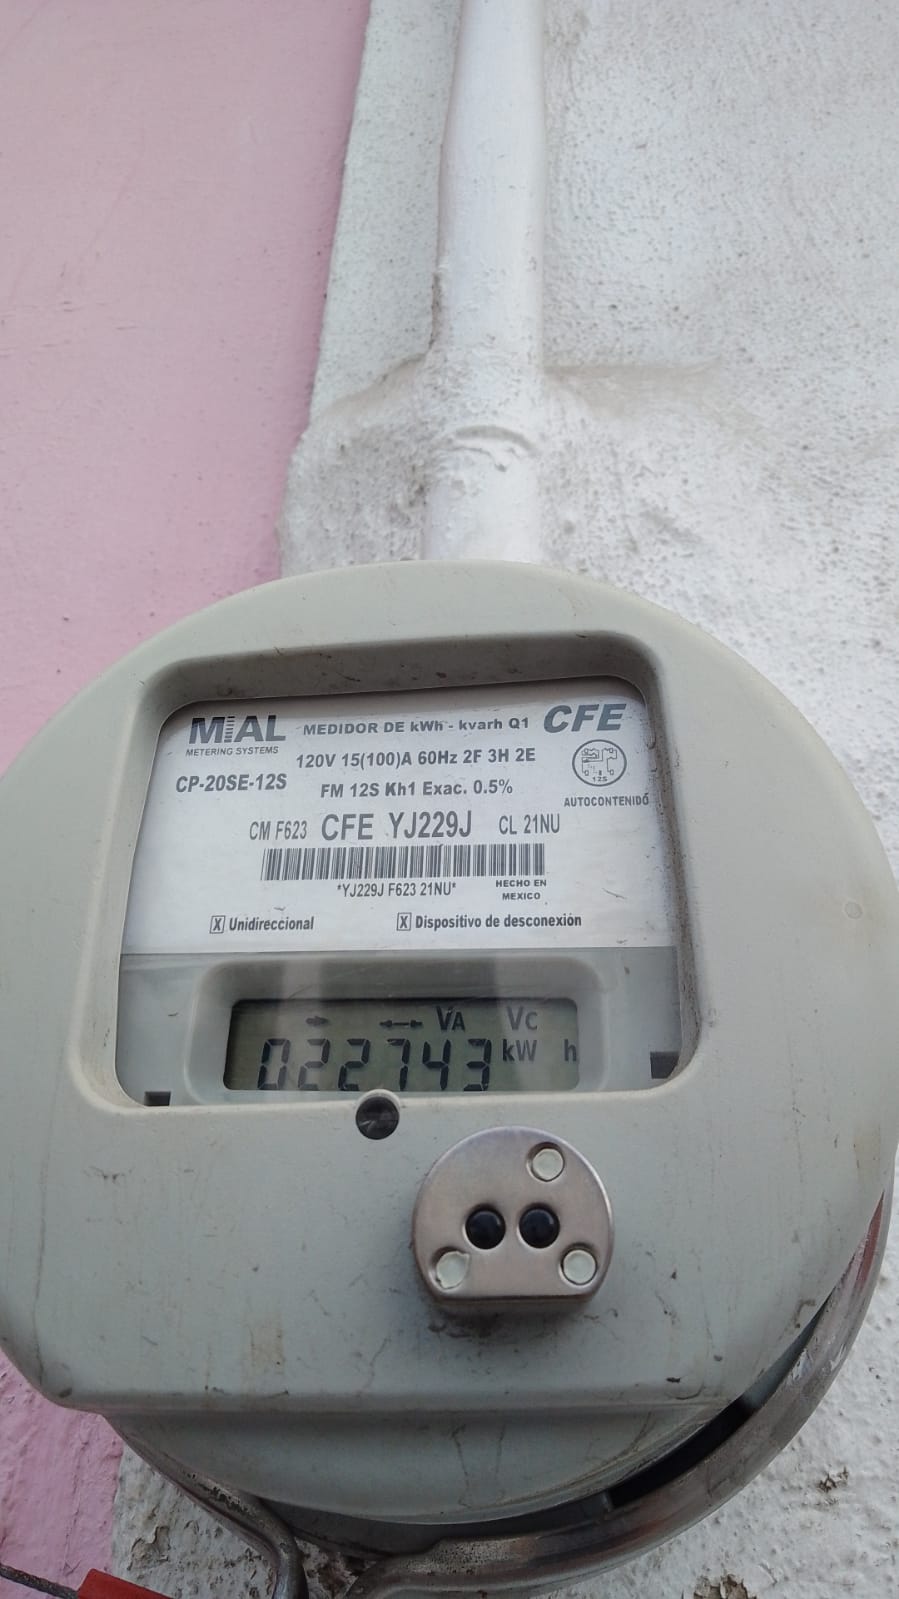 MIAL
METERING SYSTEMS
MEDIDOR DE kWh - kvarh Q1
CFE
120V 15(100)A 60Hz 2F 3H 2E
CP-20SE-12S
FM 12S Kh1 Exac. 0.5%
12S
AUTOCONTENIDO
CM F623 CFE YJ229J CL 21NU
*YJ229J F623 21NU*
HECHO EN
MEXICO
X Unidireccional
X Dispositivo de desconexión
VA VC
022743 kW h